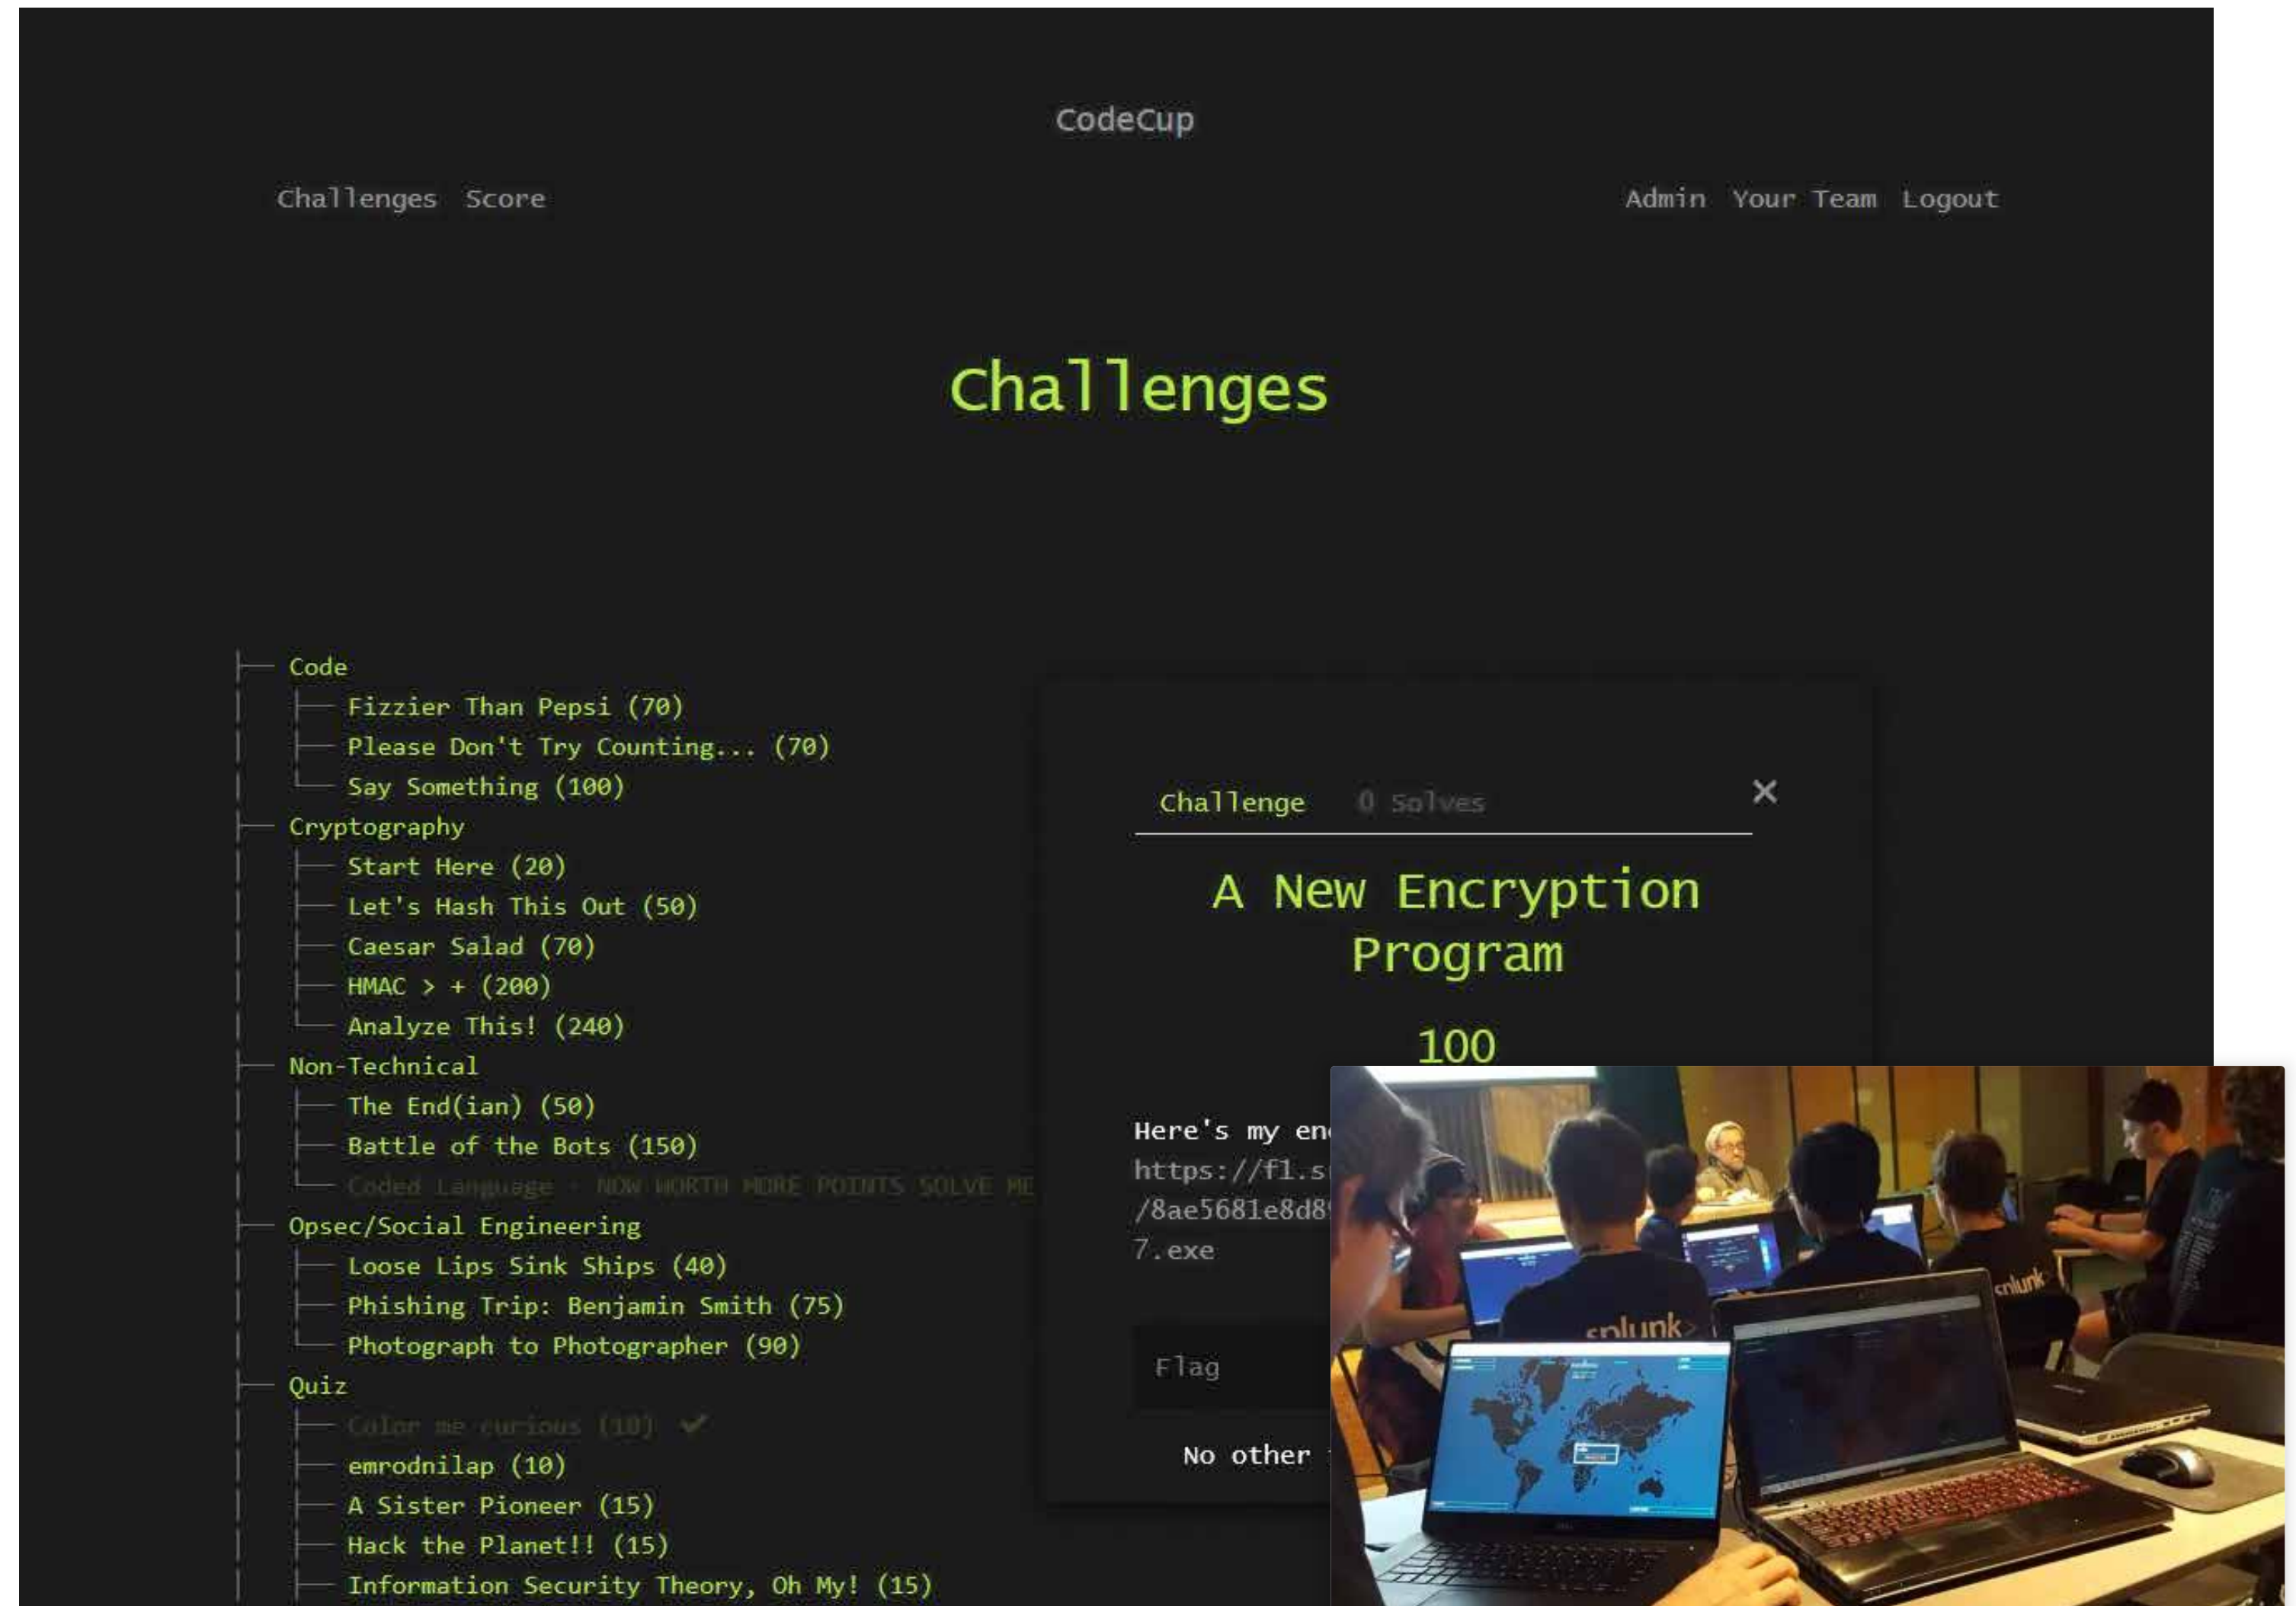 CodeCup
Challenges Score
Admin Your Team Logout
Challenges
Code
Fizzier Than Pepsi (70)
Please Don't Try Counting... (70)
Say Something (100)
Cryptography
Start Here (20)
Let's Hash This Out (50)
Caesar Salad (70)
HMAC > + (200)
Analyze This! (240)
Non-Technical
The End(ian) (50)
Battle of the Bots (150)
Coded Language - NOW WORTH MORE POINTS SOLVE ME
Opsec/Social Engineering
Loose Lips Sink Ships (40)
Phishing Trip: Benjamin Smith (75)
Photograph to Photographer (90)
Quiz
Color me curious (10) ✔
emrodnilap (10)
A Sister Pioneer (15)
Hack the Planet!! (15)
Information Security Theory, Oh My! (15)
Challenge 0 Solves ×
A New Encryption
Program
100
Here's my en
https://f1.s
/8ae5681e8d8
7.exe
Flag
No other
splunk>
splunk>